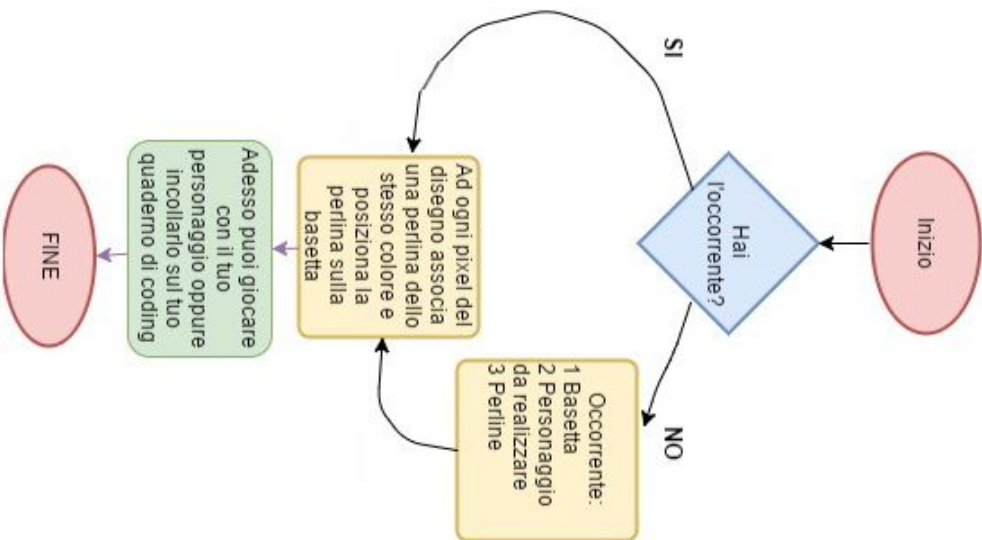 Inizio
Hai
l'occorrente?
SI
NO
Occorrente:
1 Basetta
2 Personaggio
da realizzare
3 Perline
Ad ogni pixel del
disegno associa
una perlina dello
stesso colore e
posiziona la
perlina sulla
basetta
Adesso puoi giocare
con il tuo
personaggio oppure
incollarlo sul tuo
quaderno di coding
FINE